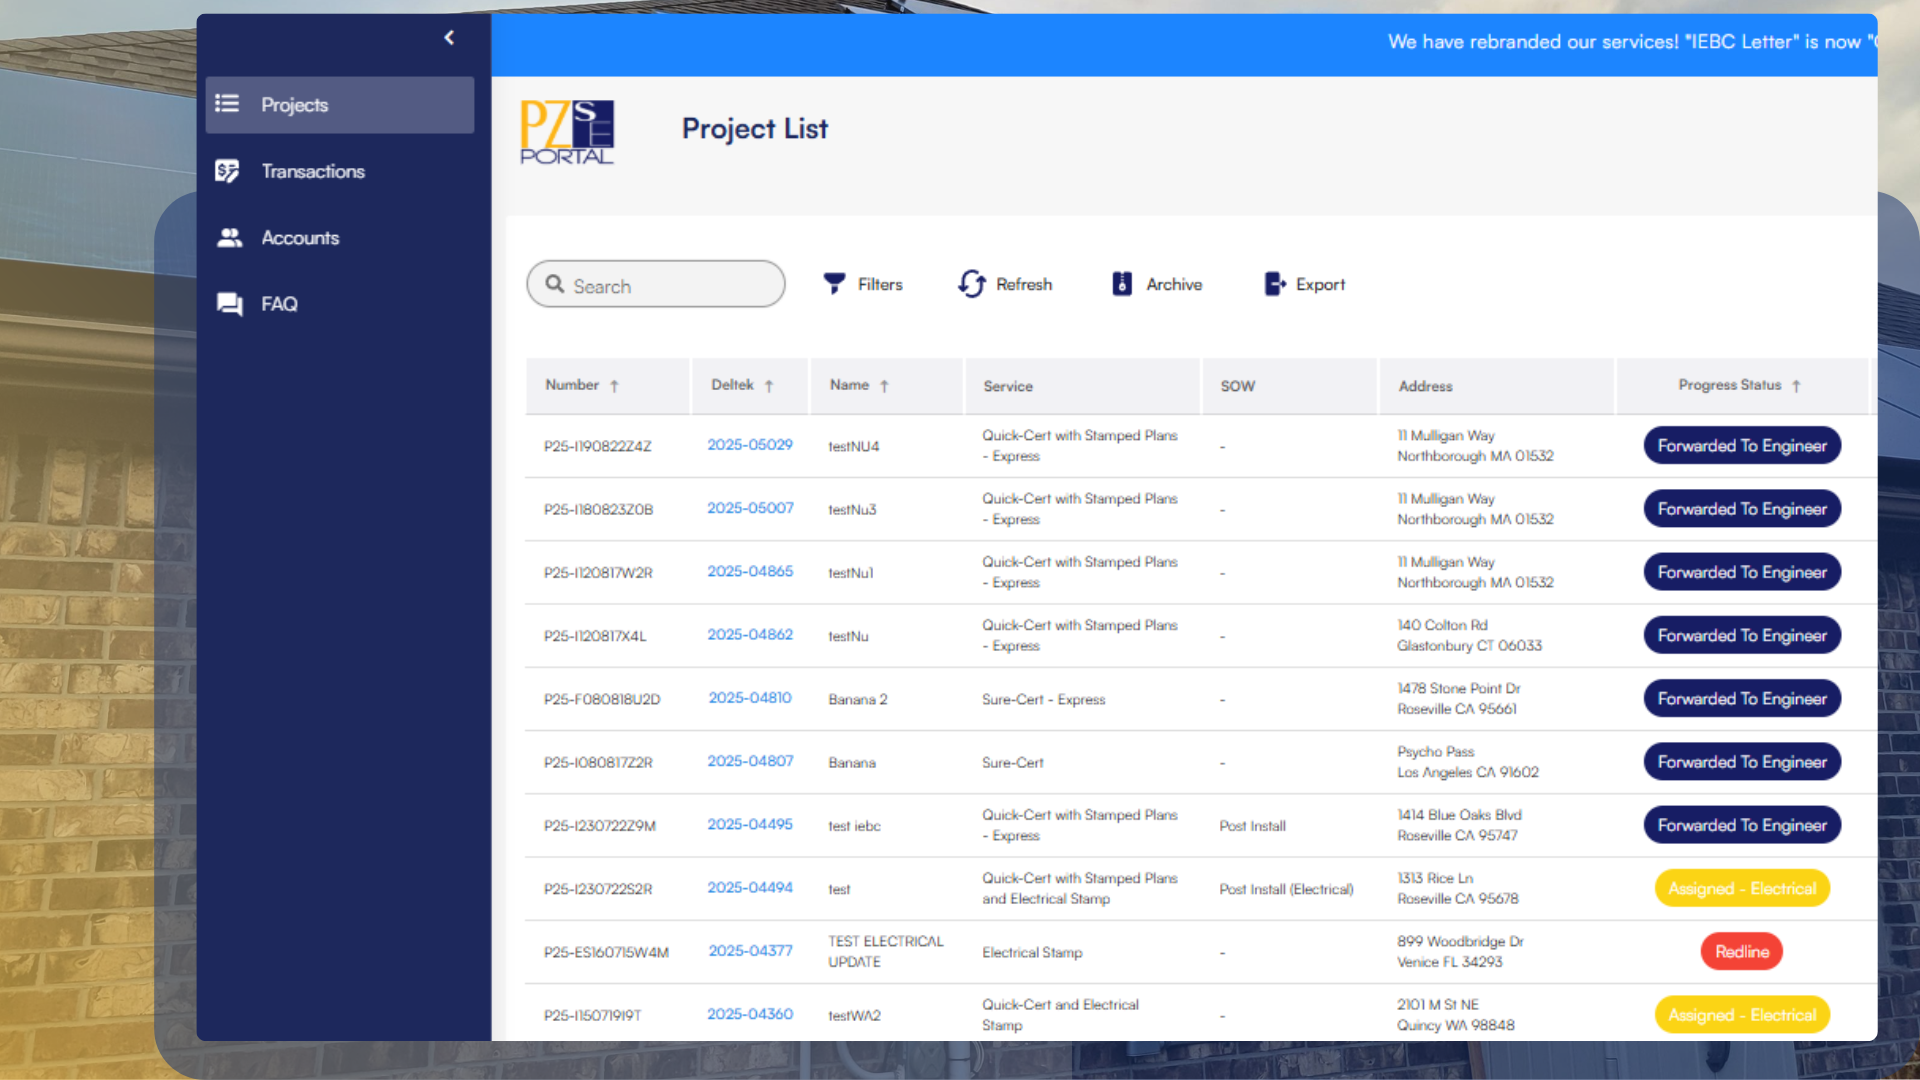 We have rebranded our services! "IEBC Letter" is now "
Projects
Transactions
Accounts
FAQ
PZSE
PORTAL
Project List
Search
Filters
Refresh
Archive
Export
Number Deltek Name Service SOW Address Progress Status
P25-I190822Z4Z 2025-05029 testNU4 Quick-Cert with Stamped Plans - 11 Mulligan Way Forwarded To Engineer
- Express Northborough MA 01532
P25-I180823Z0B 2025-05007 testNu3 Quick-Cert with Stamped Plans - 11 Mulligan Way Forwarded To Engineer
- Express Northborough MA 01532
P25-I120817W2R 2025-04865 testNu1 Quick-Cert with Stamped Plans - 11 Mulligan Way Forwarded To Engineer
- Express Northborough MA 01532
P25-I120817X4L 2025-04862 testNu Quick-Cert with Stamped Plans - 140 Colton Rd Forwarded To Engineer
- Express Glastonbury CT 06033
P25-F080818U2D 2025-04810 Banana 2 Sure-Cert - Express - 1478 Stone Point Dr Forwarded To Engineer
Roseville CA 95661
P25-I080817Z2R 2025-04807 Banana Sure-Cert - Psycho Pass Forwarded To Engineer
Los Angeles CA 91602
P25-I230722Z9M 2025-04495 test iebc Quick-Cert with Stamped Plans Post Install 1414 Blue Oaks Blvd Forwarded To Engineer
- Express Roseville CA 95747
P25-I230722S2R 2025-04494 test Quick-Cert with Stamped Plans Post Install (Electrical) 1313 Rice Ln Assigned - Electrical
and Electrical Stamp Roseville CA 95678
P25-ES160715W4M 2025-04377 TEST ELECTRICAL Electrical Stamp - 899 Woodbridge Dr Redline
UPDATE Venice FL 34293
P25-I150719I9T 2025-04360 testWA2 Quick-Cert and Electrical - 2101 M St NE Assigned - Electrical
Stamp Quincy WA 98848